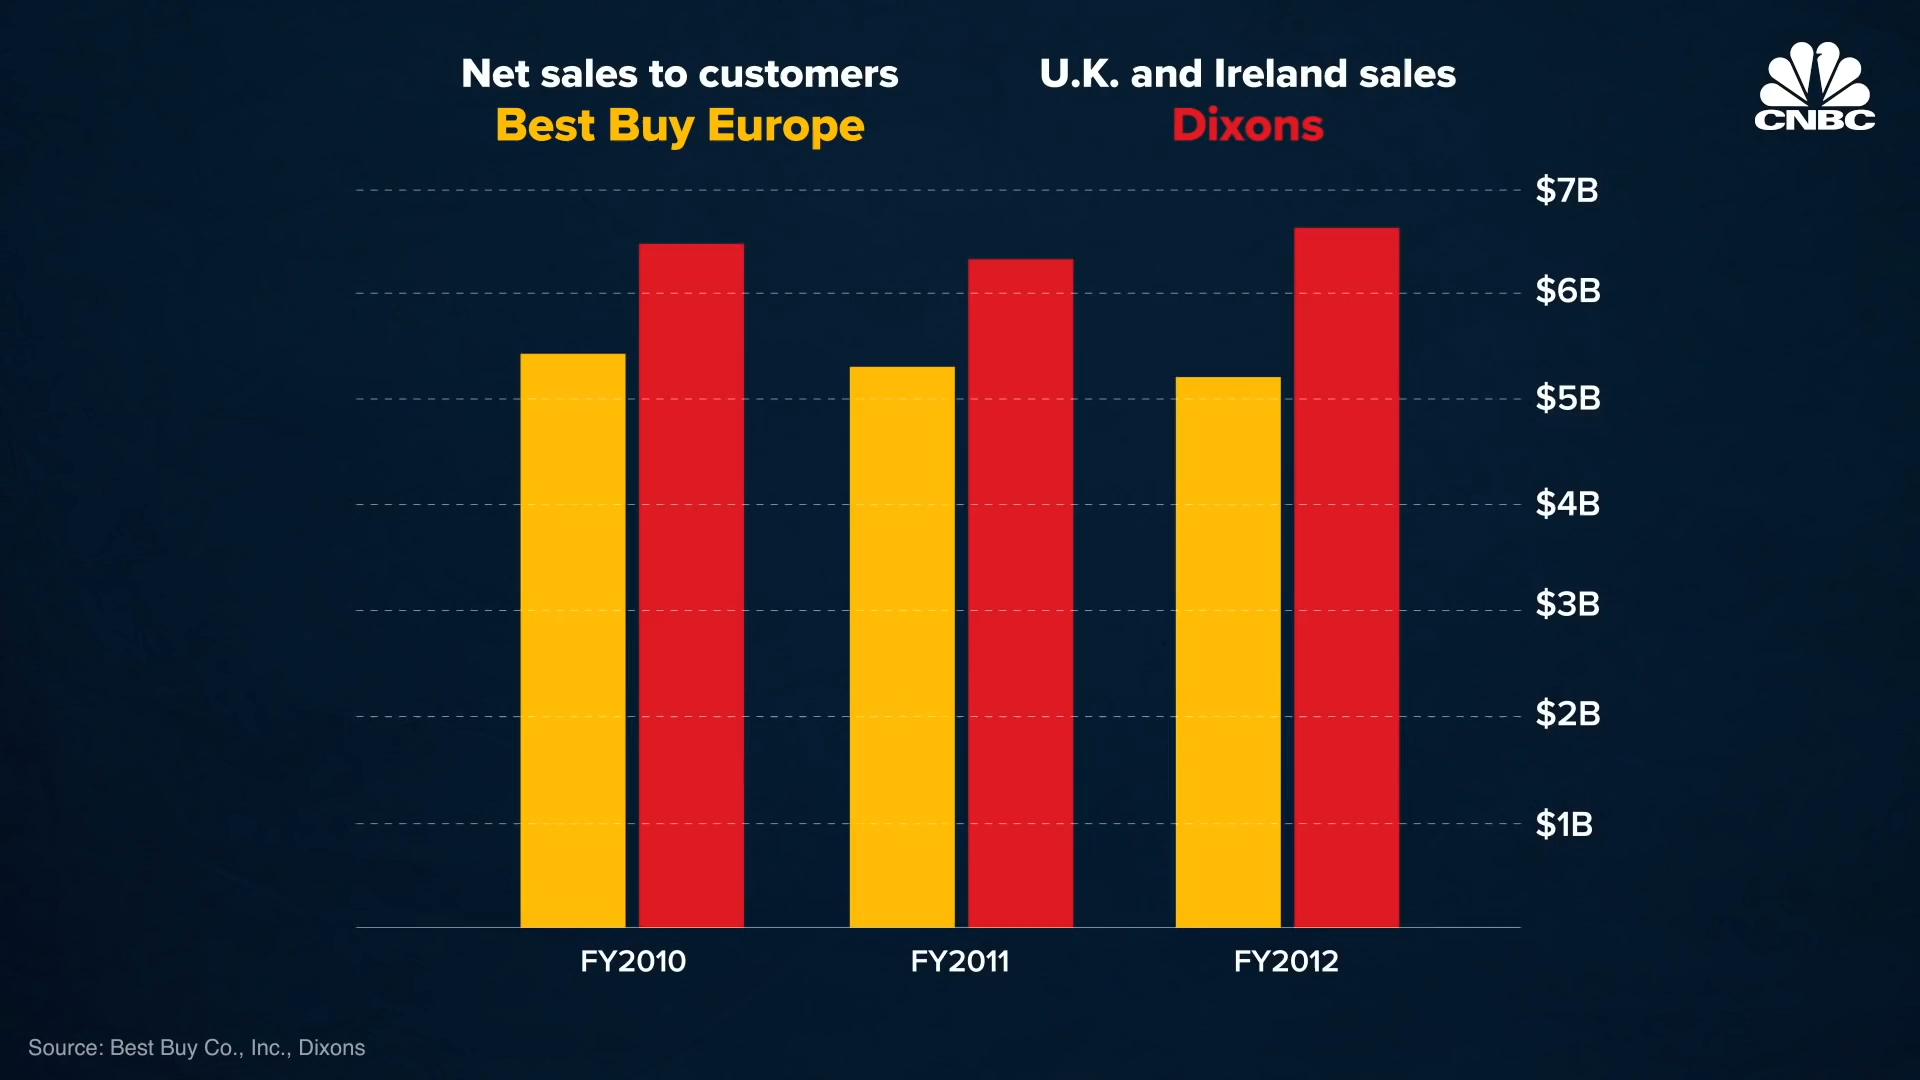 Net sales to customers
Best Buy Europe
U.K. and Ireland sales
Dixons
CNBC
$7B
$6B
$5B
$4B
$3B
$2B
$1B
FY2010
FY2011
FY2012
Source: Best Buy Co., Inc., Dixons